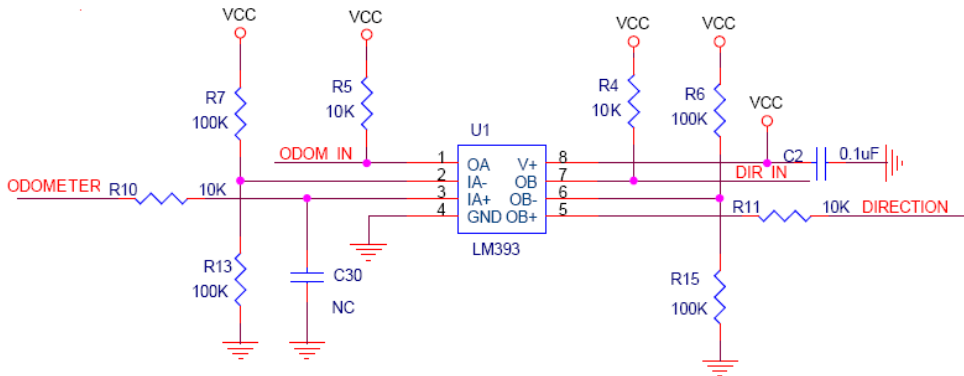 VCC
VCC
VCC
VCC
R7
100K
R5
10K
R4
10K
R6
100K
VCC
U1
ODOM IN
1
OA
V+
8
C2
0.1uF
2
IA-
OB
7
DIR IN
ODOMETER
R10
10K
3
IA+
OB-
6
4
GND
OB+
5
R11
10K
DIRECTION
LM393
R13
100K
C30
NC
R15
100K